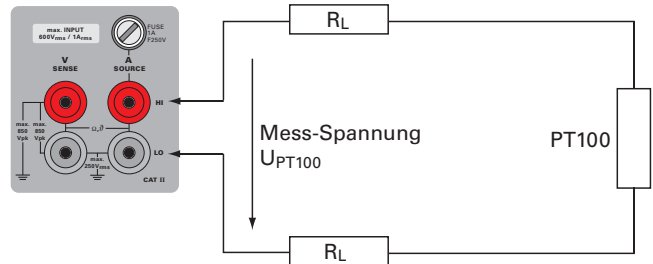 max. INPUT
600Vrms / 1Arms
FUSE
1A
F250V
V
SENSE
A
SOURCE
HI
max.
850
Vpk
max.
850
Vpk
Ω,ϑ
LO
max.
250Vrms
CAT II
RL
Mess-Spannung
UPT100
PT100
RL